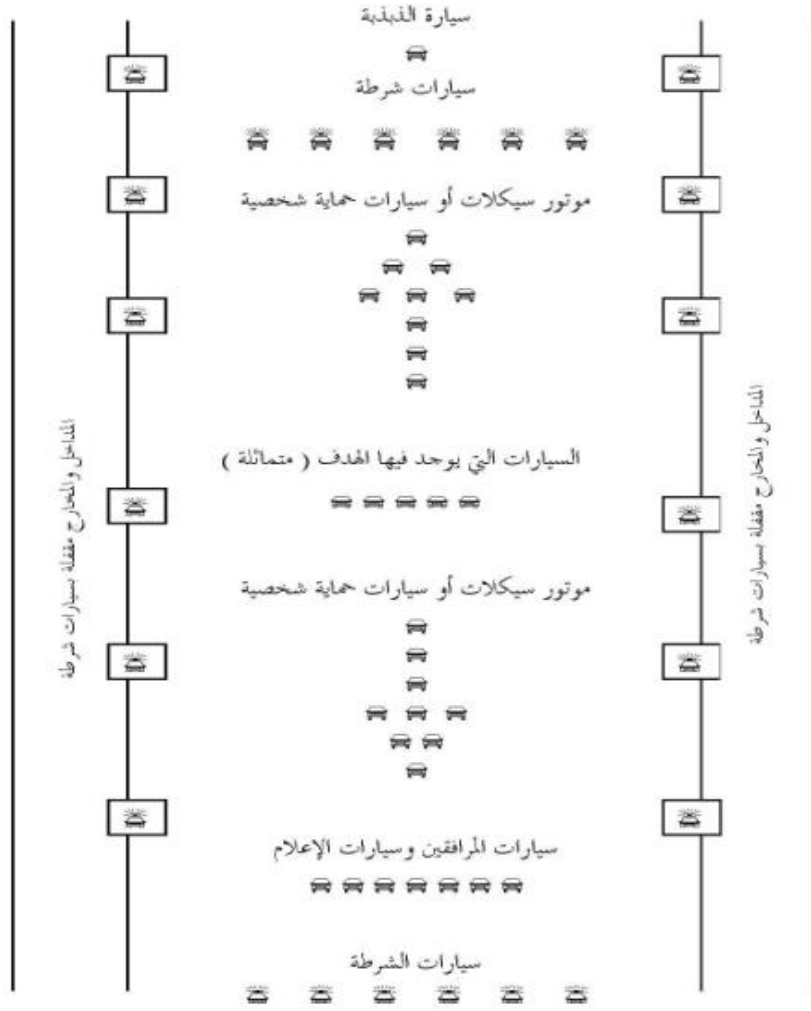 سيارة الذبذبة
سيارات شرطة
موتور سيكلات أو سيارات حماية شخصية
السيارات التي يوجد فيها الهدف ( متماثلة )
موتور سيكلات أو سيارات حماية شخصية
سيارات المرافقين وسيارات الإعلام
سيارات الشرطة
المداخل والمخارج مقفلة بسيارات شرطة
المداخل والمخارج مقفلة بسيارات شرطة